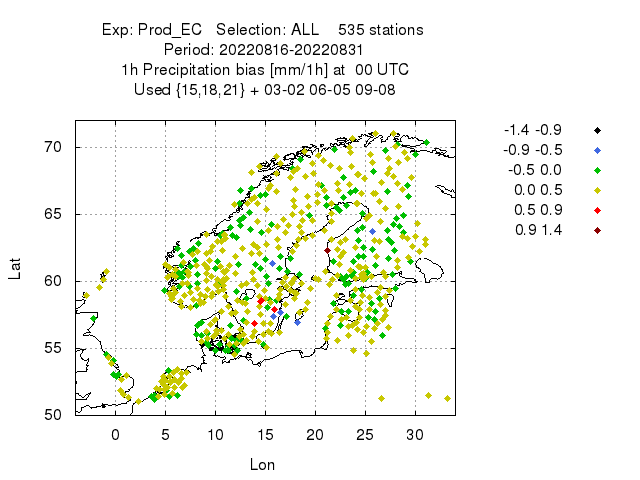 Exp: Prod_EC Selection: ALL 535 stations
Period: 20220816-20220831
1h Precipitation bias [mm/1h] at 00 UTC
Used {15,18,21} + 03-02 06-05 09-08
-1.4 -0.9
-0.9 -0.5
-0.5 0.0
0.0 0.5
0.5 0.9
0.9 1.4
70
65
60
55
50
Lat
0 5 10 15 20 25 30
Lon